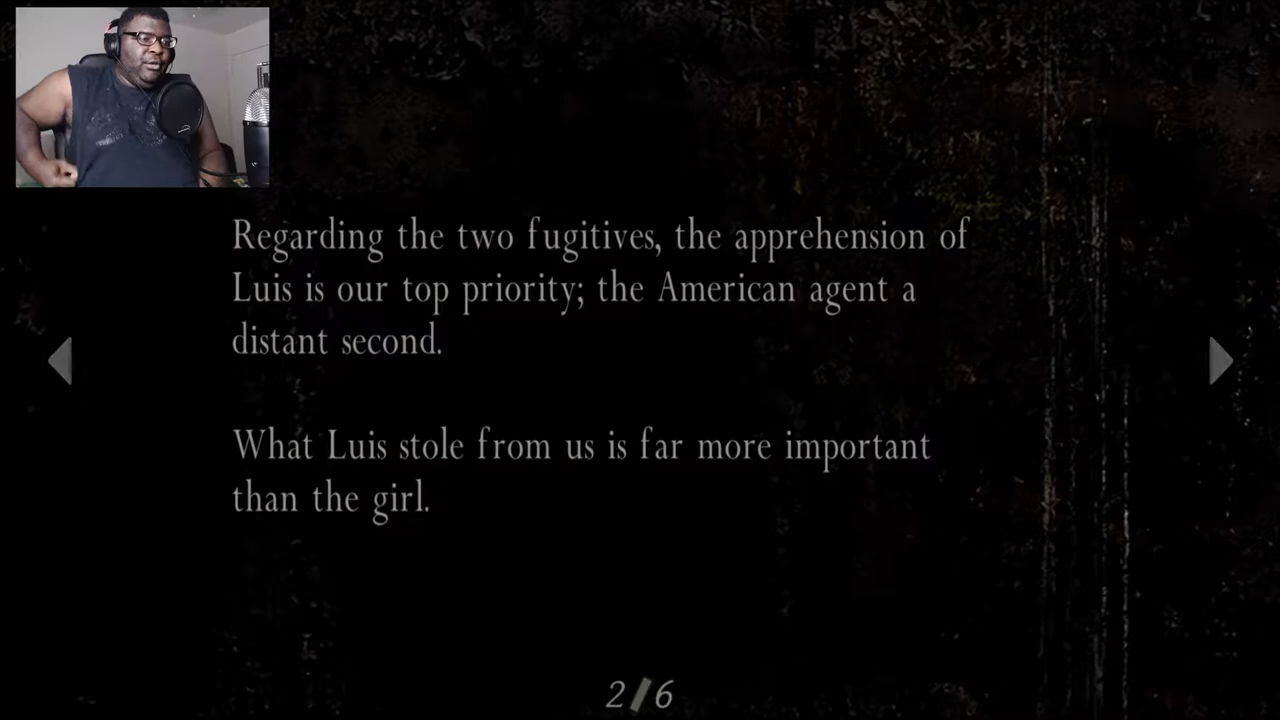 Regarding the two fugitives, the apprehension of
Luis is our top priority; the American agent a
distant second.
What Luis stole from us is far more important
than the girl.
2/6